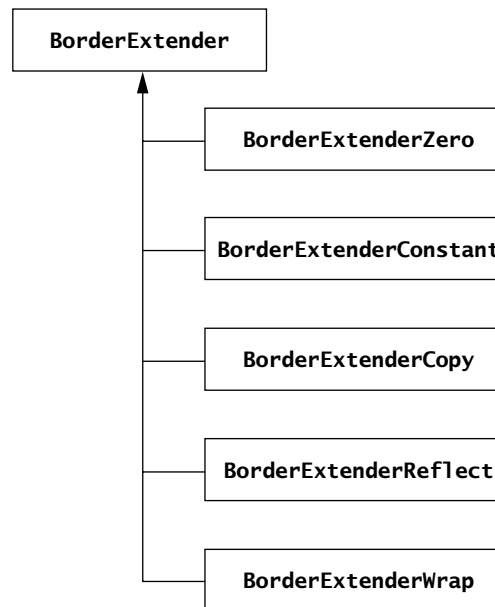 BorderExtender
BorderExtenderZero
BorderExtenderConstant
BorderExtenderCopy
BorderExtenderReflect
BorderExtenderWrap